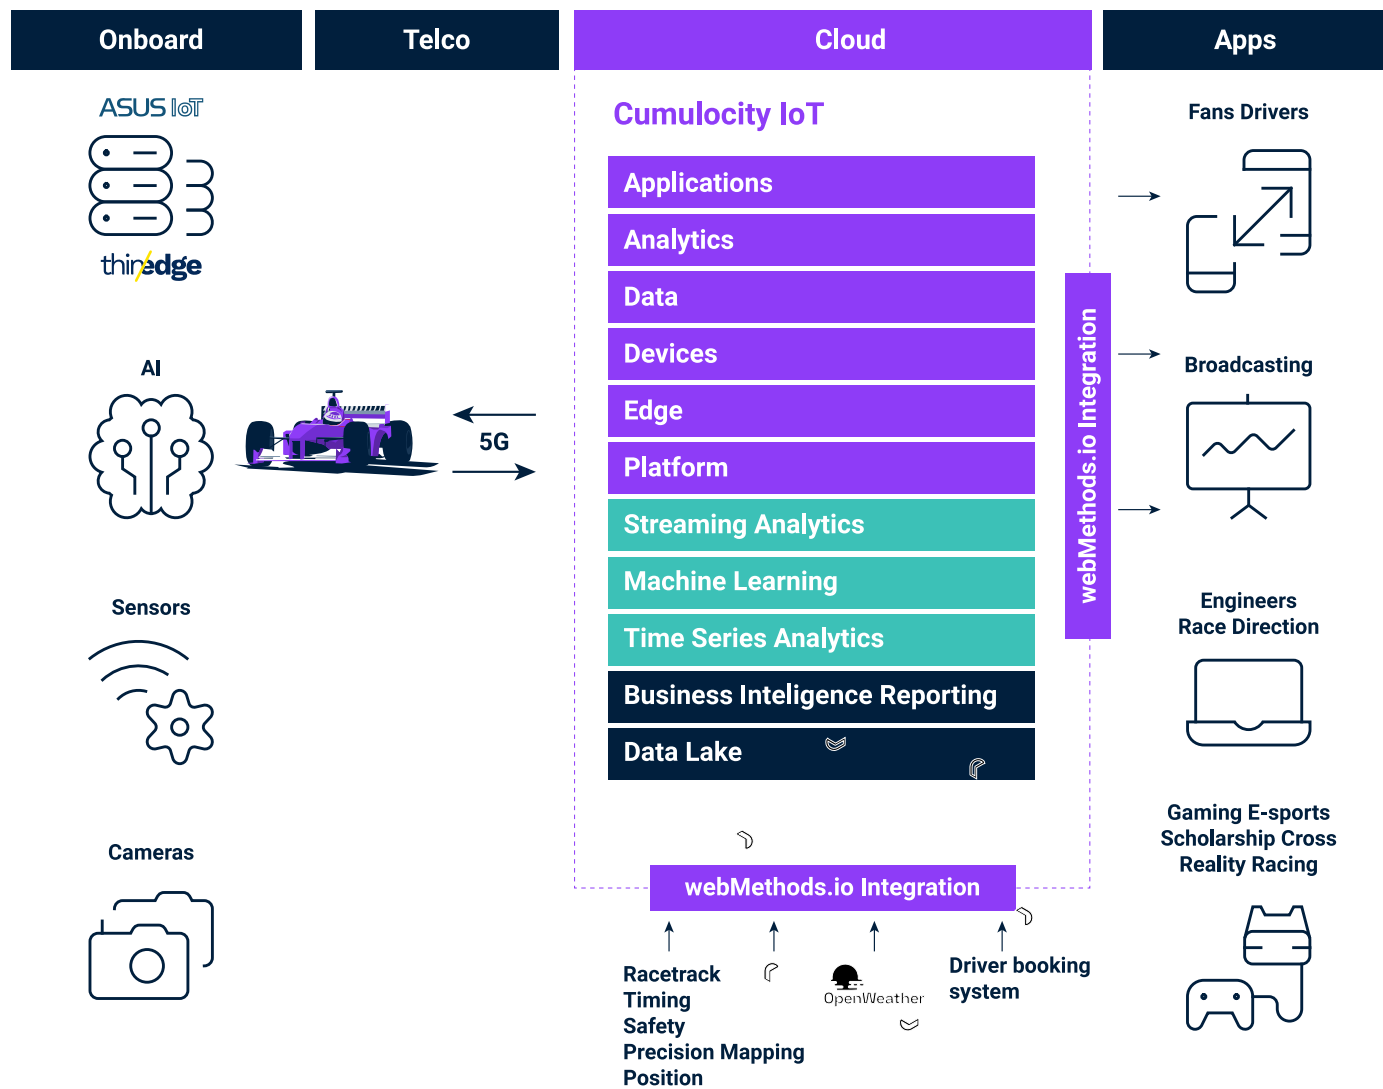 Onboard
Telco
Cloud
Apps
ASUS IoT
thin/edge
AI
Sensors
Cameras
5G
Cumulocity IoT
Applications
Analytics
Data
Devices
Edge
Platform
Streaming Analytics
Machine Learning
Time Series Analytics
Business Inteligence Reporting
Data Lake
webMethods.io Integration
webMethods.io Integration
Racetrack
Timing
Safety
Precision Mapping
Position
OpenWeather
Driver booking
system
Fans Drivers
Broadcasting
Engineers
Race Direction
Gaming E-sports
Scholarship Cross
Reality Racing